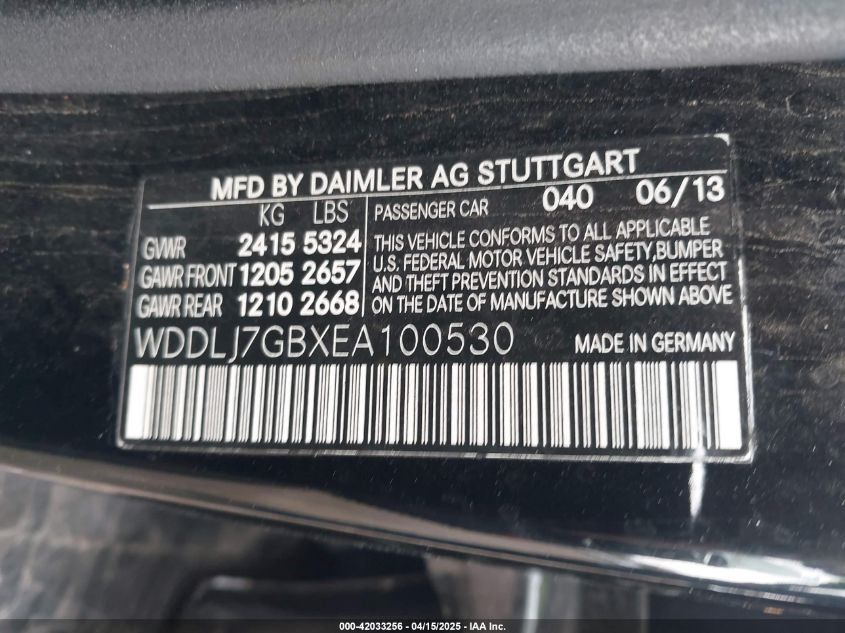 MFD BY DAIMLER AG STUTTGART
KG LBS
GVWR 2415 5324
GAWR FRONT 1205 2657
GAWR REAR 1210 2668
PASSENGER CAR 040 06/13
THIS VEHICLE CONFORMS TO ALL APPLICABLE
U.S. FEDERAL MOTOR VEHICLE SAFETY,BUMPER
AND THEFT PREVENTION STANDARDS IN EFFECT
ON THE DATE OF MANUFACTURE SHOWN ABOVE
WDDLJ7GBXEA100530 MADE IN GERMANY
000-42033256 - 04/15/2025 - IAA Inc.